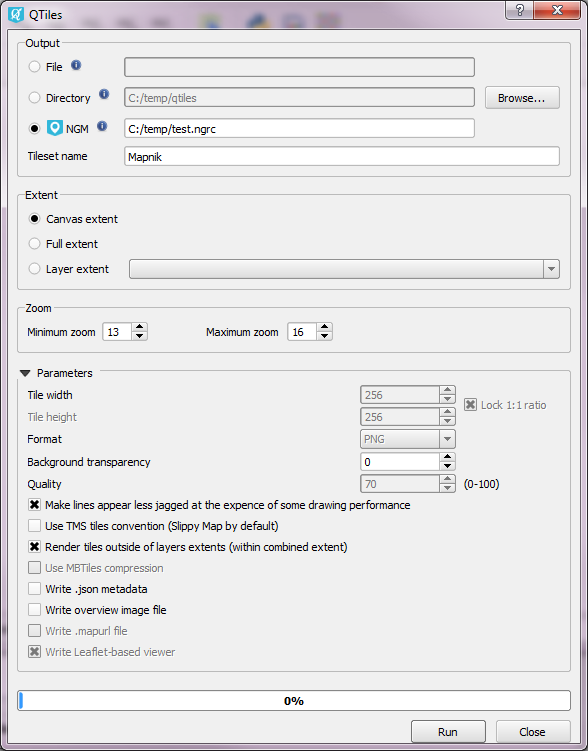 QTiles
Output
File
Directory C:/temp/qtiles Browse...
NGM C:/temp/test.ngrc
Tileset name Mapnik
Extent
Canvas extent
Full extent
Layer extent
Zoom
Minimum zoom 13 Maximum zoom 16
Parameters
Tile width 256
Lock 1:1 ratio
Tile height 256
Format PNG
Background transparency 0
Quality 70 (0-100)
Make lines appear less jagged at the expence of some drawing performance
Use TMS tiles convention (Slippy Map by default)
Render tiles outside of layers extents (within combined extent)
Use MBTiles compression
Write .json metadata
Write overview image file
Write .mapurl file
Write Leaflet-based viewer
0%
Run Close